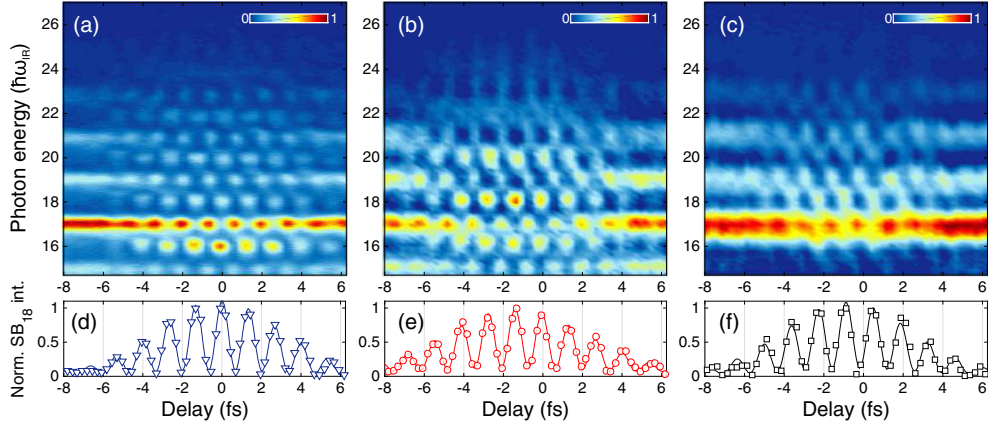 (a) 0 1
(b) 0 1
(c) 0 1
Photon energy (ħω_IR)
26
24
22
20
18
16
-8 -6 -4 -2 0 2 4 6
-8 -6 -4 -2 0 2 4 6
-8 -6 -4 -2 0 2 4 6
Norm. SB_18 int.
1
0.5
0
(d)
1
0.5
0
(e)
1
0.5
0
(f)
-8 -6 -4 -2 0 2 4 6
-8 -6 -4 -2 0 2 4 6
-8 -6 -4 -2 0 2 4 6
Delay (fs)
Delay (fs)
Delay (fs)